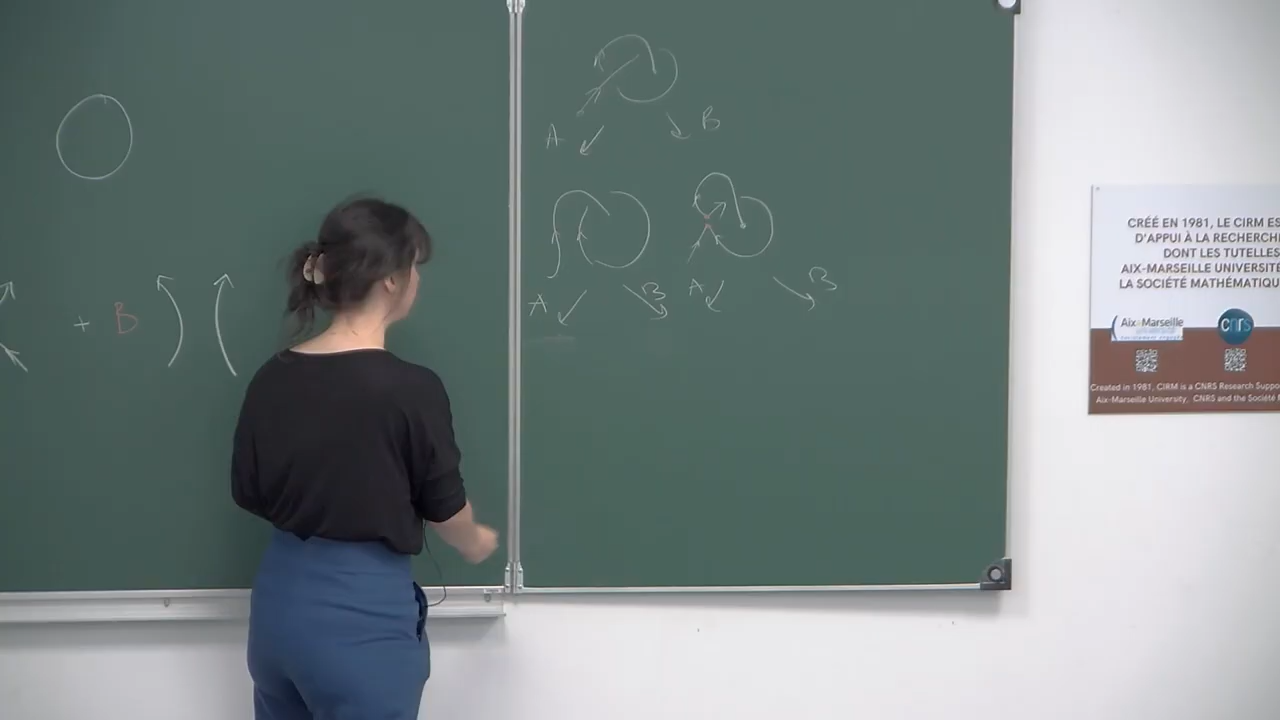 + B
A B
A B A B
CRÉÉ EN 1981, LE CIRM ES
D'APPUI À LA RECHERCH
DONT LES TUTELLES
AIX-MARSEILLE UNIVERSITÉ
LA SOCIÉTÉ MATHÉMATIQU
Aix Marseille
université
cnrs
Created in 1981, CIRM is a CNRS Research Suppo
Aix-Marseille University, CNRS and the Société M